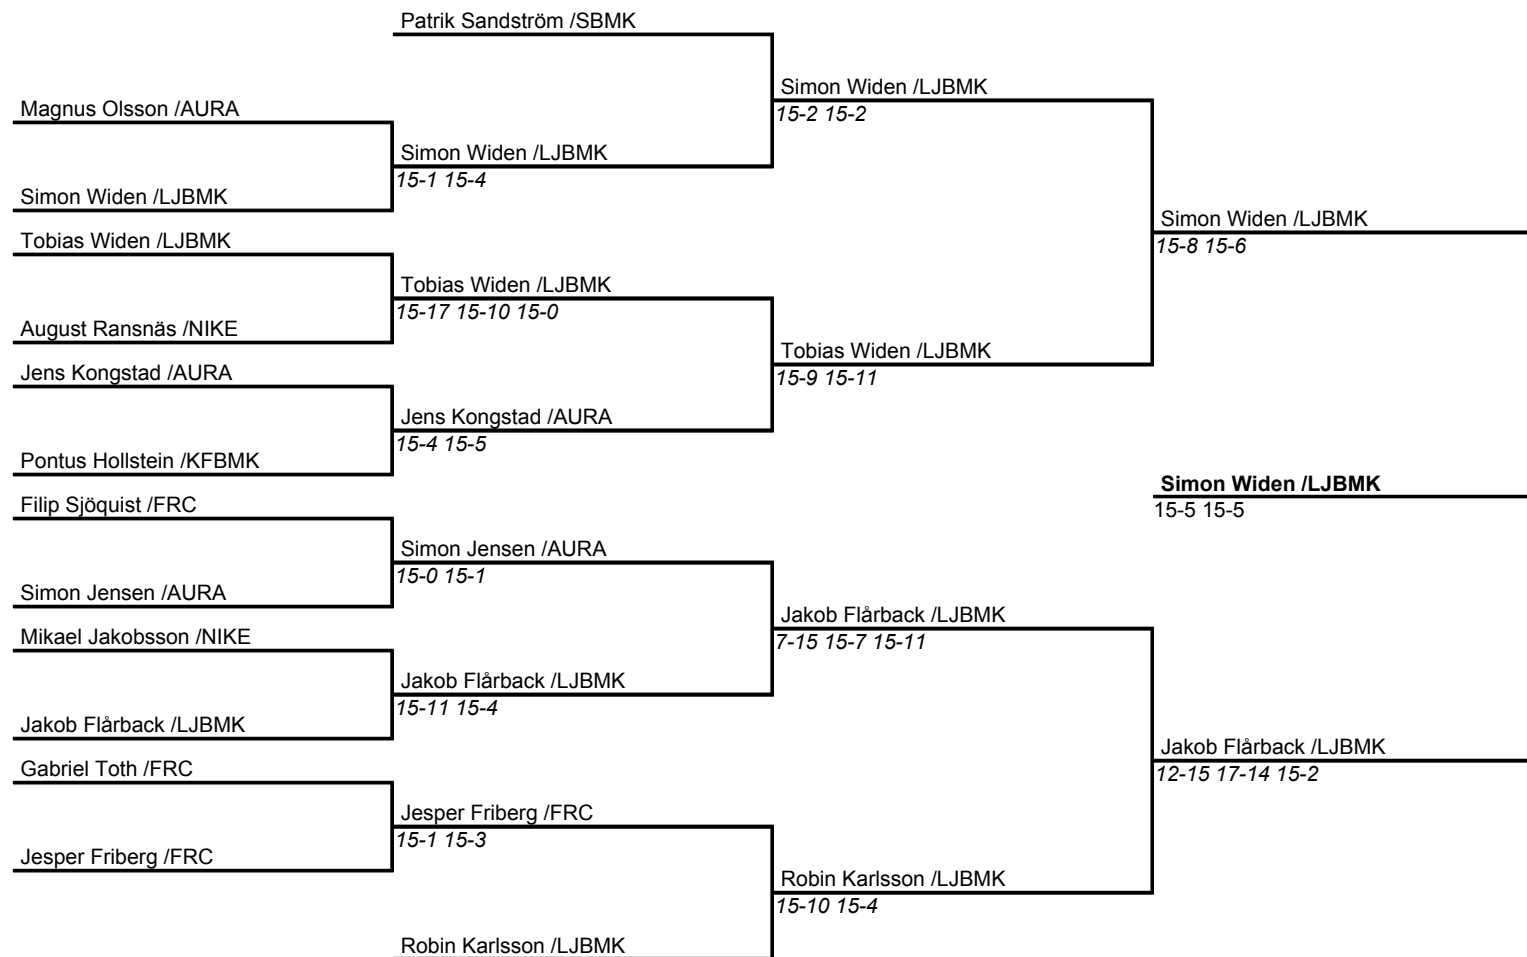 Patrik Sandström /SBMK
Simon Widen /LJBMK
15-2 15-2
Magnus Olsson /AURA
Simon Widen /LJBMK
15-1 15-4
Simon Widen /LJBMK
Simon Widen /LJBMK
15-8 15-6
Tobias Widen /LJBMK
Tobias Widen /LJBMK
15-17 15-10 15-0
August Ransnäs /NIKE
Tobias Widen /LJBMK
15-9 15-11
Jens Kongstad /AURA
Jens Kongstad /AURA
15-4 15-5
Pontus Hollstein /KFBMK
Simon Widen /LJBMK
15-5 15-5
Filip Sjöquist /FRC
Simon Jensen /AURA
15-0 15-1
Simon Jensen /AURA
Jakob Flårback /LJBMK
7-15 15-7 15-11
Mikael Jakobsson /NIKE
Jakob Flårback /LJBMK
15-11 15-4
Jakob Flårback /LJBMK
Jakob Flårback /LJBMK
12-15 17-14 15-2
Gabriel Toth /FRC
Jesper Friberg /FRC
15-1 15-3
Jesper Friberg /FRC
Robin Karlsson /LJBMK
15-10 15-4
Robin Karlsson /LJBMK